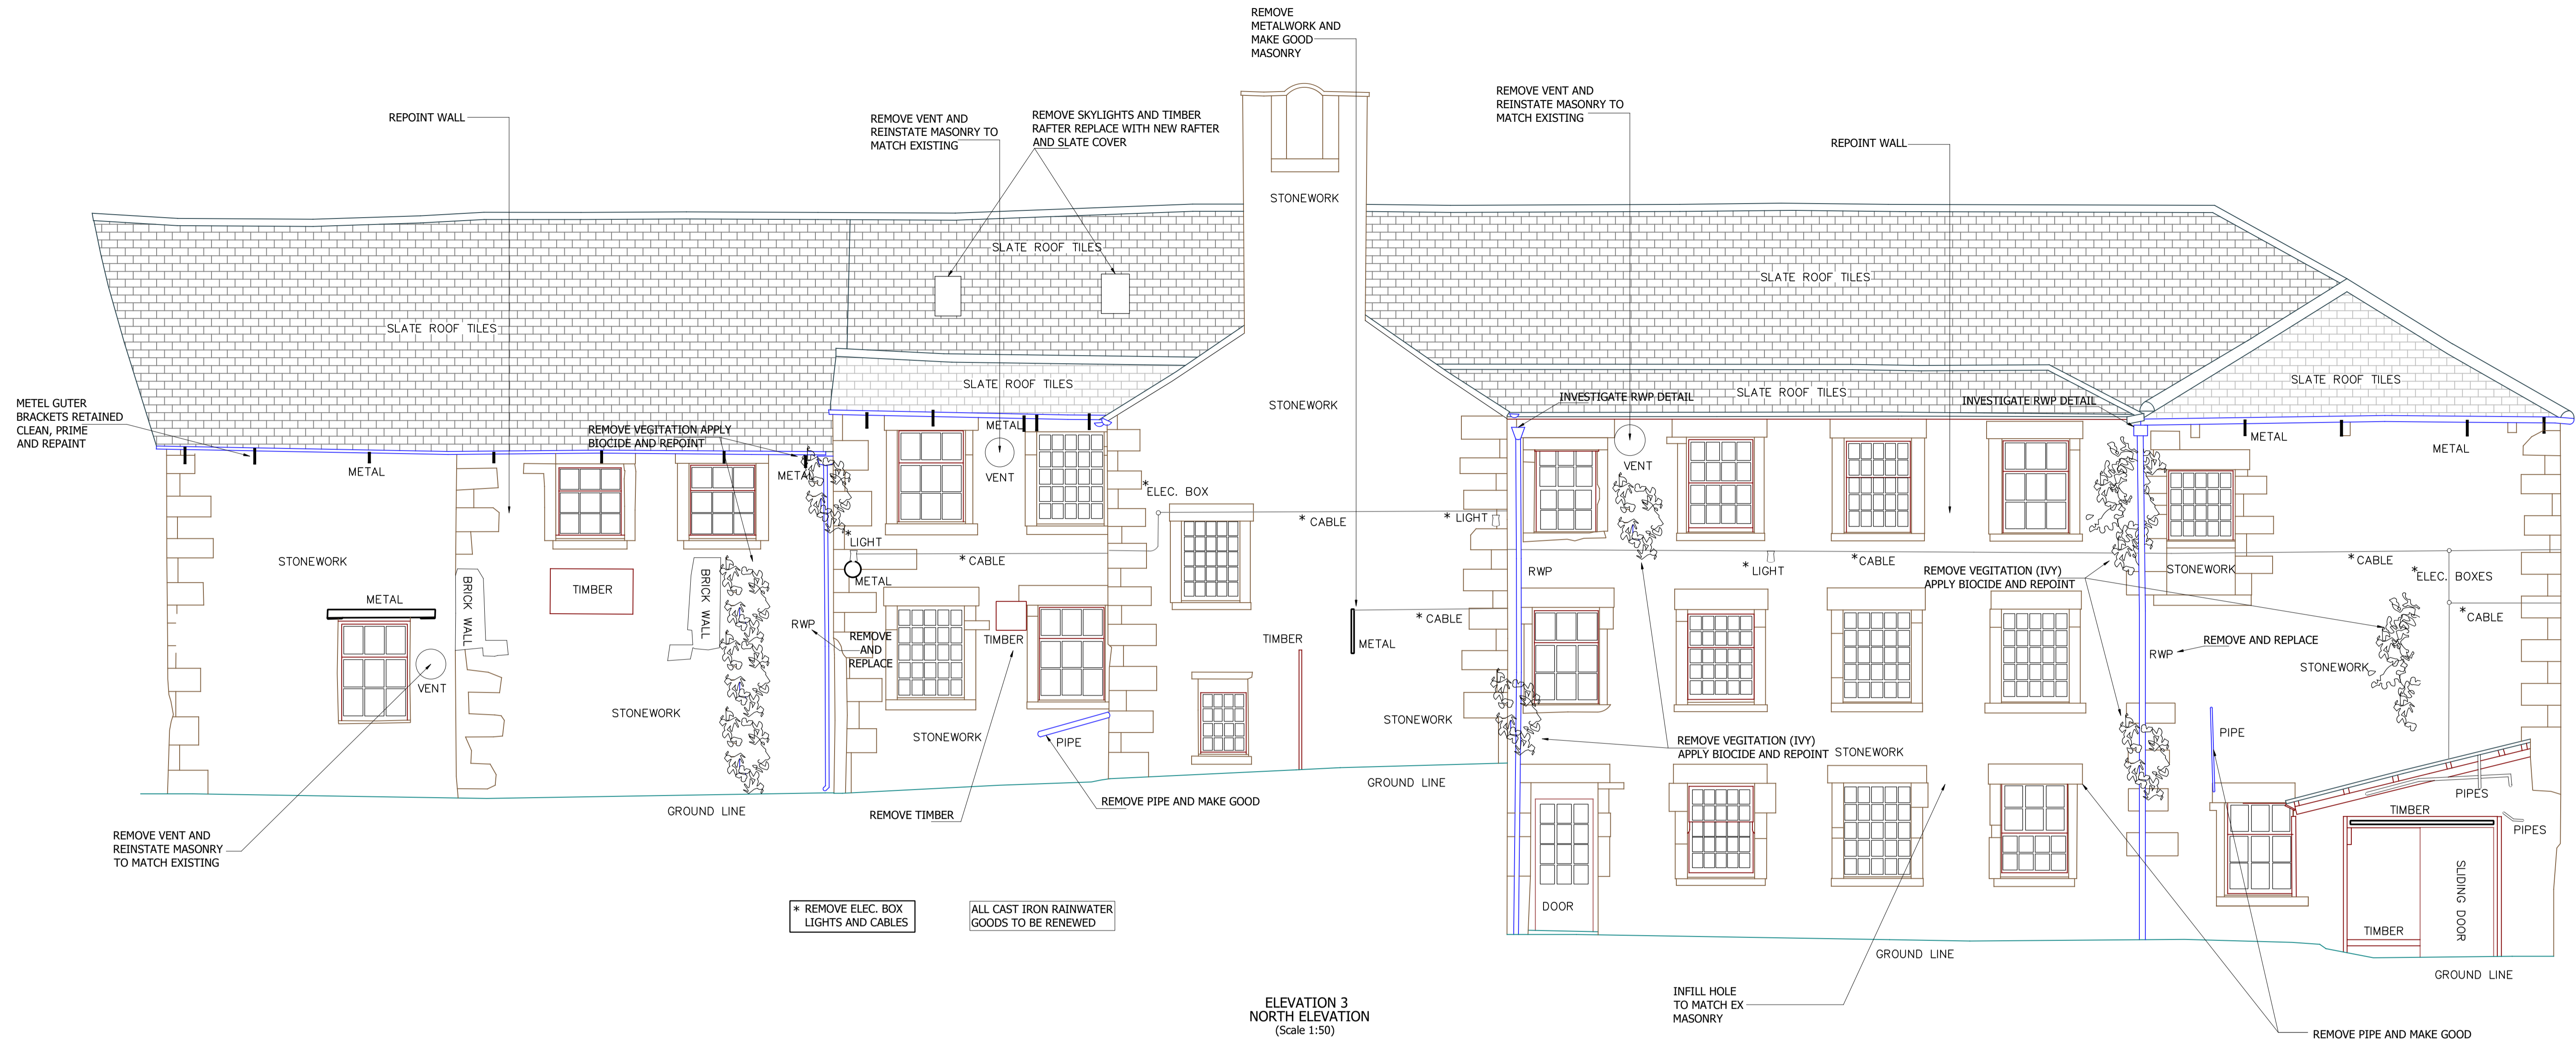 REMOVE
METALWORK AND
MAKE GOOD
MASONRY
REPOINT WALL
REMOVE VENT AND
REINSTATE MASONRY TO
MATCH EXISTING
REMOVE SKYLIGHTS AND TIMBER
RAFTER REPLACE WITH NEW RAFTER
AND SLATE COVER
REMOVE VENT AND
REINSTATE MASONRY TO
MATCH EXISTING
REPOINT WALL
STONEWORK
SLATE ROOF TILES
SLATE ROOF TILES
SLATE ROOF TILES
SLATE ROOF TILES
SLATE ROOF TILES
SLATE ROOF TILES
STONEWORK
SLATE ROOF TILES
INVESTIGATE RWP DETAIL
INVESTIGATE RWP DETAIL
METEL GUTER
BRACKETS RETAINED
CLEAN, PRIME
AND REPAINT
REMOVE VEGITATION APPLY
BIOCIDE AND REPOINT
METAL
METAL
METAL
VENT
METAL
VENT
METAL
METAL
* ELEC. BOX
* CABLE
* LIGHT
* LIGHT
* CABLE
METAL
STONEWORK
METAL
TIMBER
BRICK WALL
BRICK WALL
RWP
REMOVE
AND
REPLACE
TIMBER
TIMBER
METAL
* CABLE
RWP
* LIGHT
* CABLE
REMOVE VEGITATION (IVY)
APPLY BIOCIDE AND REPOINT
STONEWORK
* CABLE
* ELEC. BOXES
* CABLE
RWP
REMOVE AND REPLACE
STONEWORK
VENT
STONEWORK
STONEWORK
PIPE
STONEWORK
REMOVE VEGITATION (IVY)
APPLY BIOCIDE AND REPOINT
STONEWORK
PIPE
GROUND LINE
GROUND LINE
REMOVE TIMBER
REMOVE PIPE AND MAKE GOOD
PIPES
TIMBER
PIPES
REMOVE VENT AND
REINSTATE MASONRY
TO MATCH EXISTING
* REMOVE ELEC. BOX
LIGHTS AND CABLES
ALL CAST IRON RAINWATER
GOODS TO BE RENEWED
DOOR
SLIDING DOOR
TIMBER
GROUND LINE
GROUND LINE
INFILL HOLE
TO MATCH EX
MASONRY
ELEVATION 3
NORTH ELEVATION
(Scale 1:50)
REMOVE PIPE AND MAKE GOOD